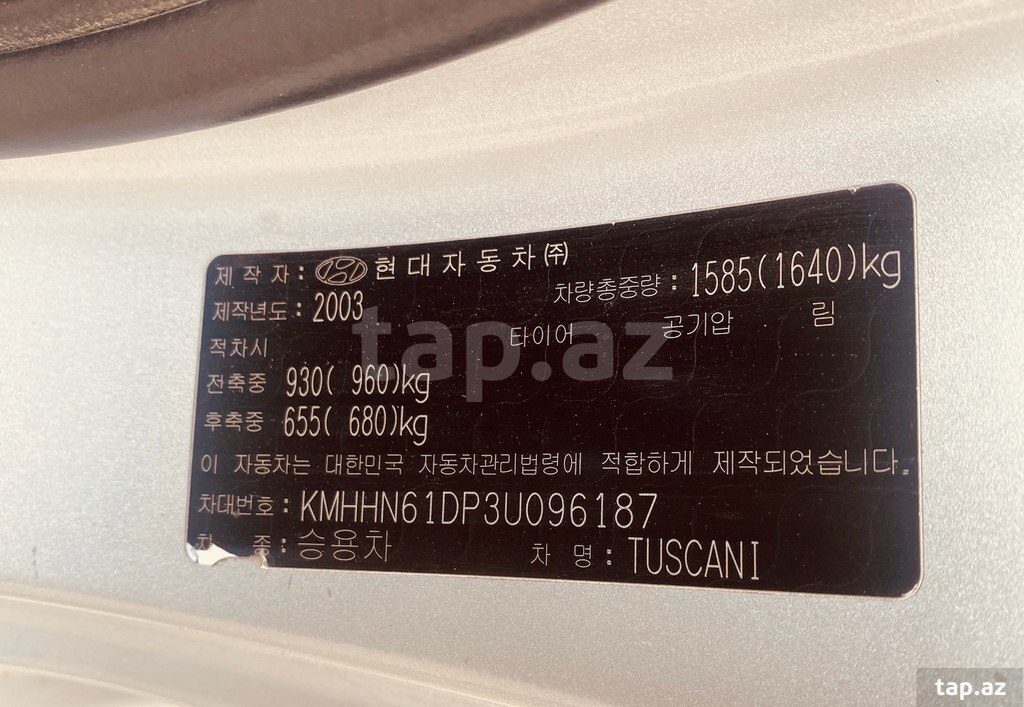 제 작 자 : 현대자동차㈜
제작년도 : 2003
차량총중량 : 1585(1640)kg
적차시
타이어 공기압 림
전축중 930( 960)kg
후축중 655( 680)kg
이 자동차는 대한민국 자동차관리법령에 적합하게 제작되었습니다.
차대번호 : KMHHN61DP3U096187
차 종 : 승용차
차 명 : TUSCANI
tap.az
tap.az